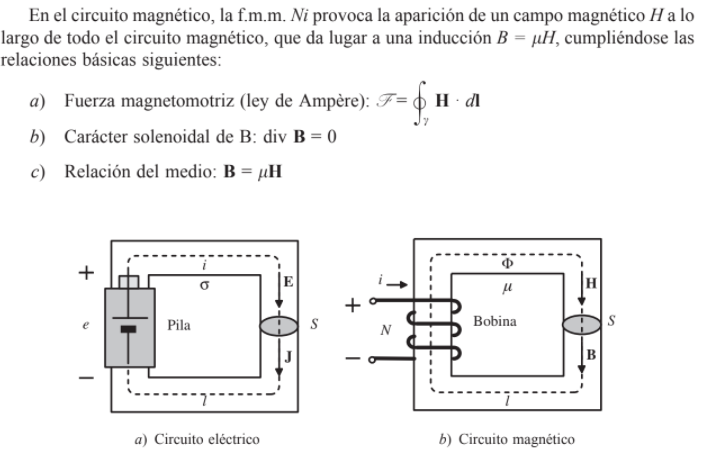 En el circuito magnético, la f.m.m. Ni provoca la aparición de un campo magnético H a lo
largo de todo el circuito magnético, que da lugar a una inducción B = μH, cumpliéndose las
relaciones básicas siguientes:
a) Fuerza magnetomotriz (ley de Ampère): ℱ = ∮γ H · dl
b) Carácter solenoidal de B: div B = 0
c) Relación del medio: B = μH
+
i
σ
E
e
Pila
S
J
−
l
a) Circuito eléctrico
Φ
μ
i
H
+
N
Bobina
S
B
−
l
b) Circuito magnético